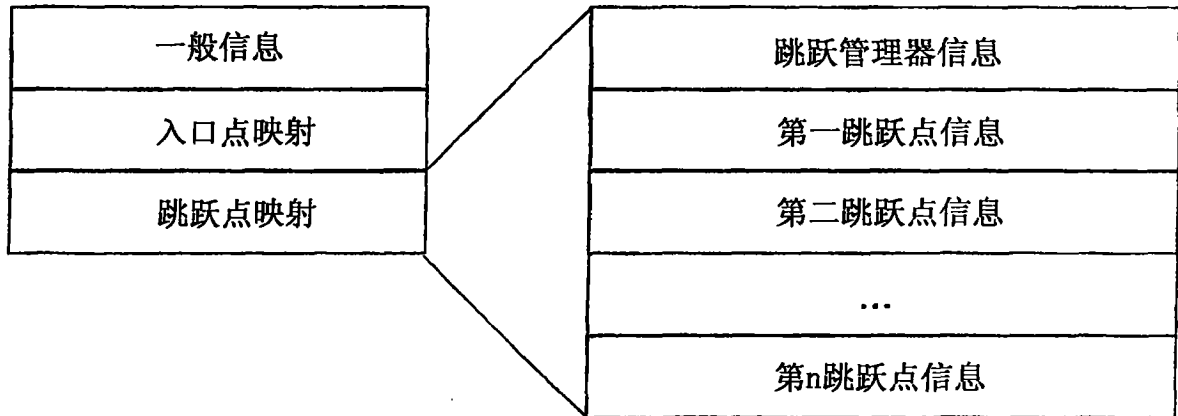 一般信息
入口点映射
跳跃点映射
跳跃管理器信息
第一跳跃点信息
第二跳跃点信息
...
第n跳跃点信息